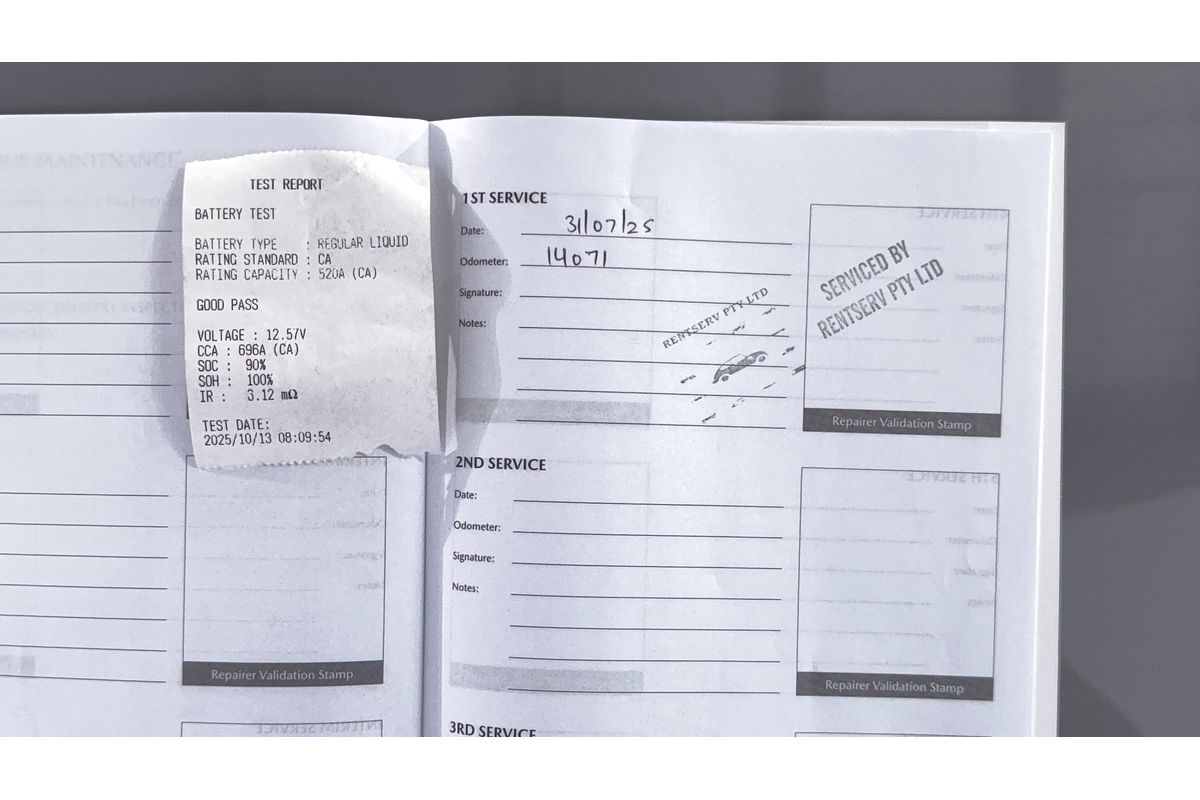 TEST REPORT
BATTERY TEST
BATTERY TYPE : REGULAR LIQUID
RATING STANDARD : CA
RATING CAPACITY : 520A (CA)
GOOD PASS
VOLTAGE : 12.57V
CCA : 696A (CA)
SOC : 90%
SOH : 100%
IR : 3.12 mΩ
TEST DATE:
2025/10/13 08:09:54
Repairer Validation Stamp
1ST SERVICE
Date: 31/07/25
Odometer: 14071
Signature:
Notes:
RENTSERV PTY LTD
SERVICED BY
RENTSERV PTY LTD
Repairer Validation Stamp
2ND SERVICE
Date:
Odometer:
Signature:
Notes:
Repairer Validation Stamp
3RD SERVICE